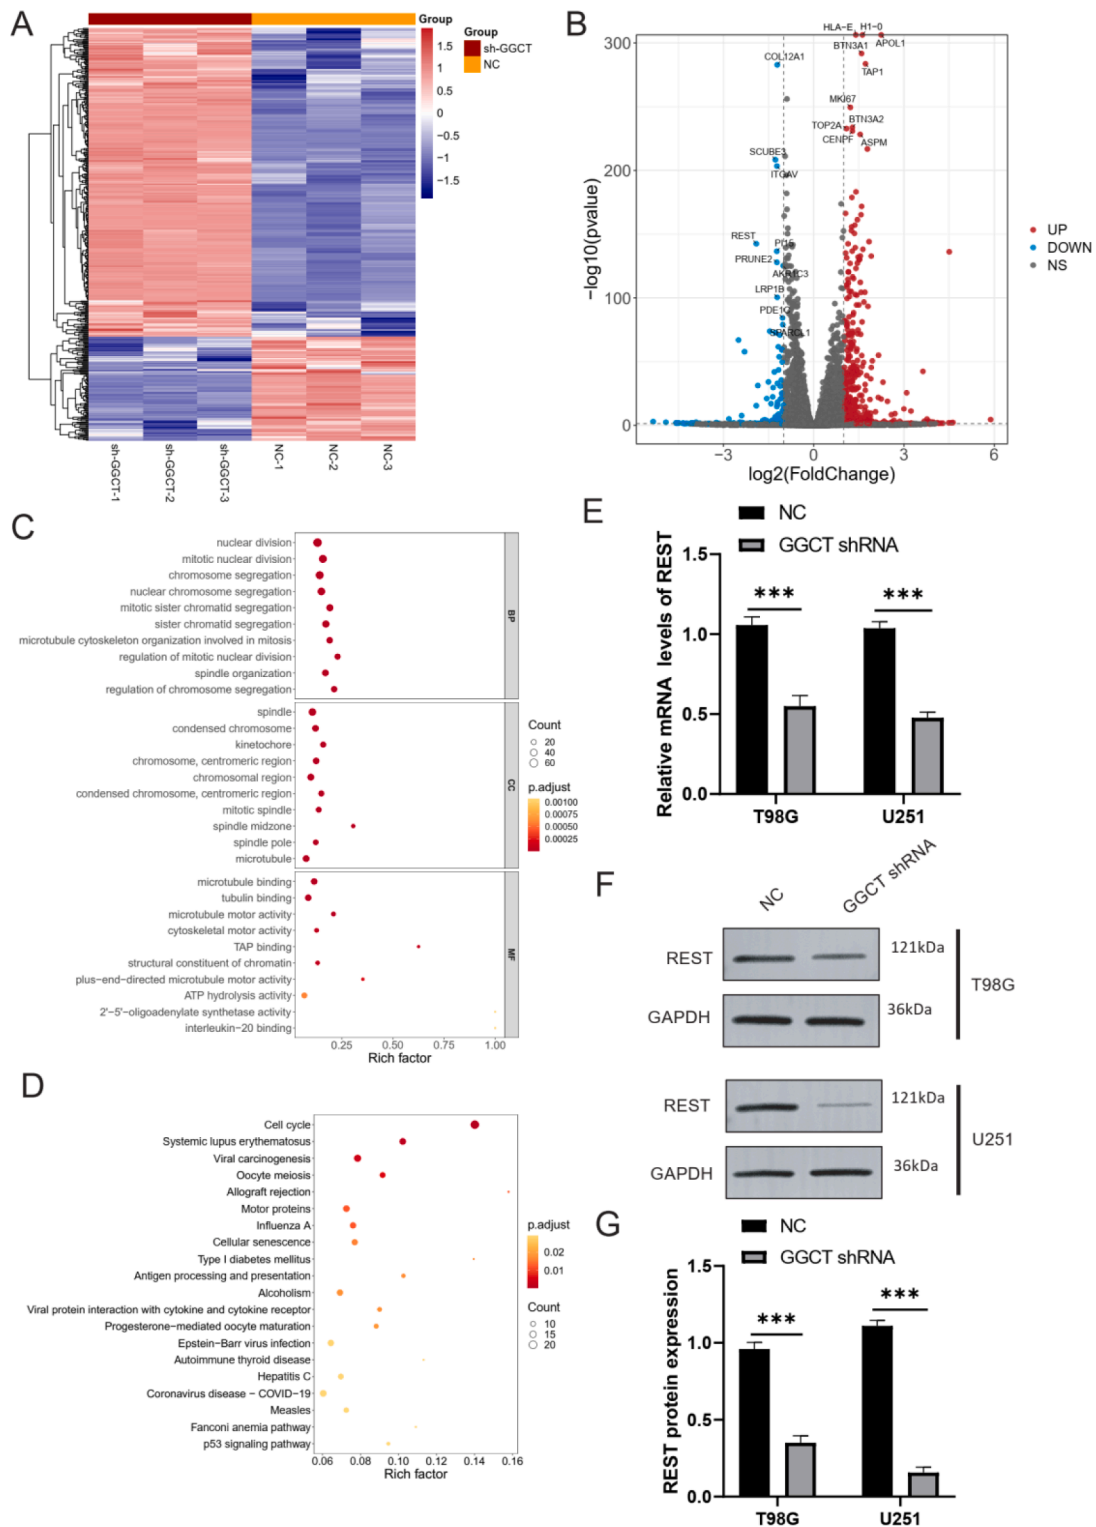 A
Group
Group
sh-GGCT
NC
1.5
1
0.5
0
−0.5
−1
−1.5
sh-GGCT-1
sh-GGCT-2
sh-GGCT-3
NC-1
NC-2
NC-3
B
−log10(pvalue)
300
200
100
0
HLA−E
H1−0
BTN3A1
APOL1
COL12A1
TAP1
MKI67
BTN3A2
TOP2A
CENPF
ASPM
SCUBE3
ITGAV
REST
PI15
PRUNE2
AKR1C3
LRP1B
PDE1C
SPARCL1
−3
0
3
6
log2(FoldChange)
UP
DOWN
NS
C
nuclear division
mitotic nuclear division
chromosome segregation
nuclear chromosome segregation
mitotic sister chromatid segregation
sister chromatid segregation
microtubule cytoskeleton organization involved in mitosis
regulation of mitotic nuclear division
spindle organization
regulation of chromosome segregation
BP
spindle
condensed chromosome
kinetochore
chromosome, centromeric region
chromosomal region
condensed chromosome, centromeric region
mitotic spindle
spindle midzone
spindle pole
microtubule
CC
microtubule binding
tubulin binding
microtubule motor activity
cytoskeletal motor activity
TAP binding
structural constituent of chromatin
plus−end−directed microtubule motor activity
ATP hydrolysis activity
2'−5'−oligoadenylate synthetase activity
interleukin−20 binding
MF
0.25
0.50
0.75
1.00
Rich factor
Count
20
40
60
p.adjust
0.00100
0.00075
0.00050
0.00025
D
Cell cycle
Systemic lupus erythematosus
Viral carcinogenesis
Oocyte meiosis
Allograft rejection
Motor proteins
Influenza A
Cellular senescence
Type I diabetes mellitus
Antigen processing and presentation
Alcoholism
Viral protein interaction with cytokine and cytokine receptor
Progesterone−mediated oocyte maturation
Epstein−Barr virus infection
Autoimmune thyroid disease
Hepatitis C
Coronavirus disease − COVID−19
Measles
Fanconi anemia pathway
p53 signaling pathway
0.06
0.08
0.10
0.12
0.14
0.16
Rich factor
p.adjust
0.02
0.01
Count
10
15
20
E
NC
GGCT shRNA
Relative mRNA levels of REST
1.5
1.0
0.5
0.0
***
***
T98G
U251
F
NC
GGCT shRNA
REST
121kDa
GAPDH
36kDa
T98G
REST
121kDa
GAPDH
36kDa
U251
G
NC
GGCT shRNA
REST protein expression
1.5
1.0
0.5
0.0
***
***
T98G
U251